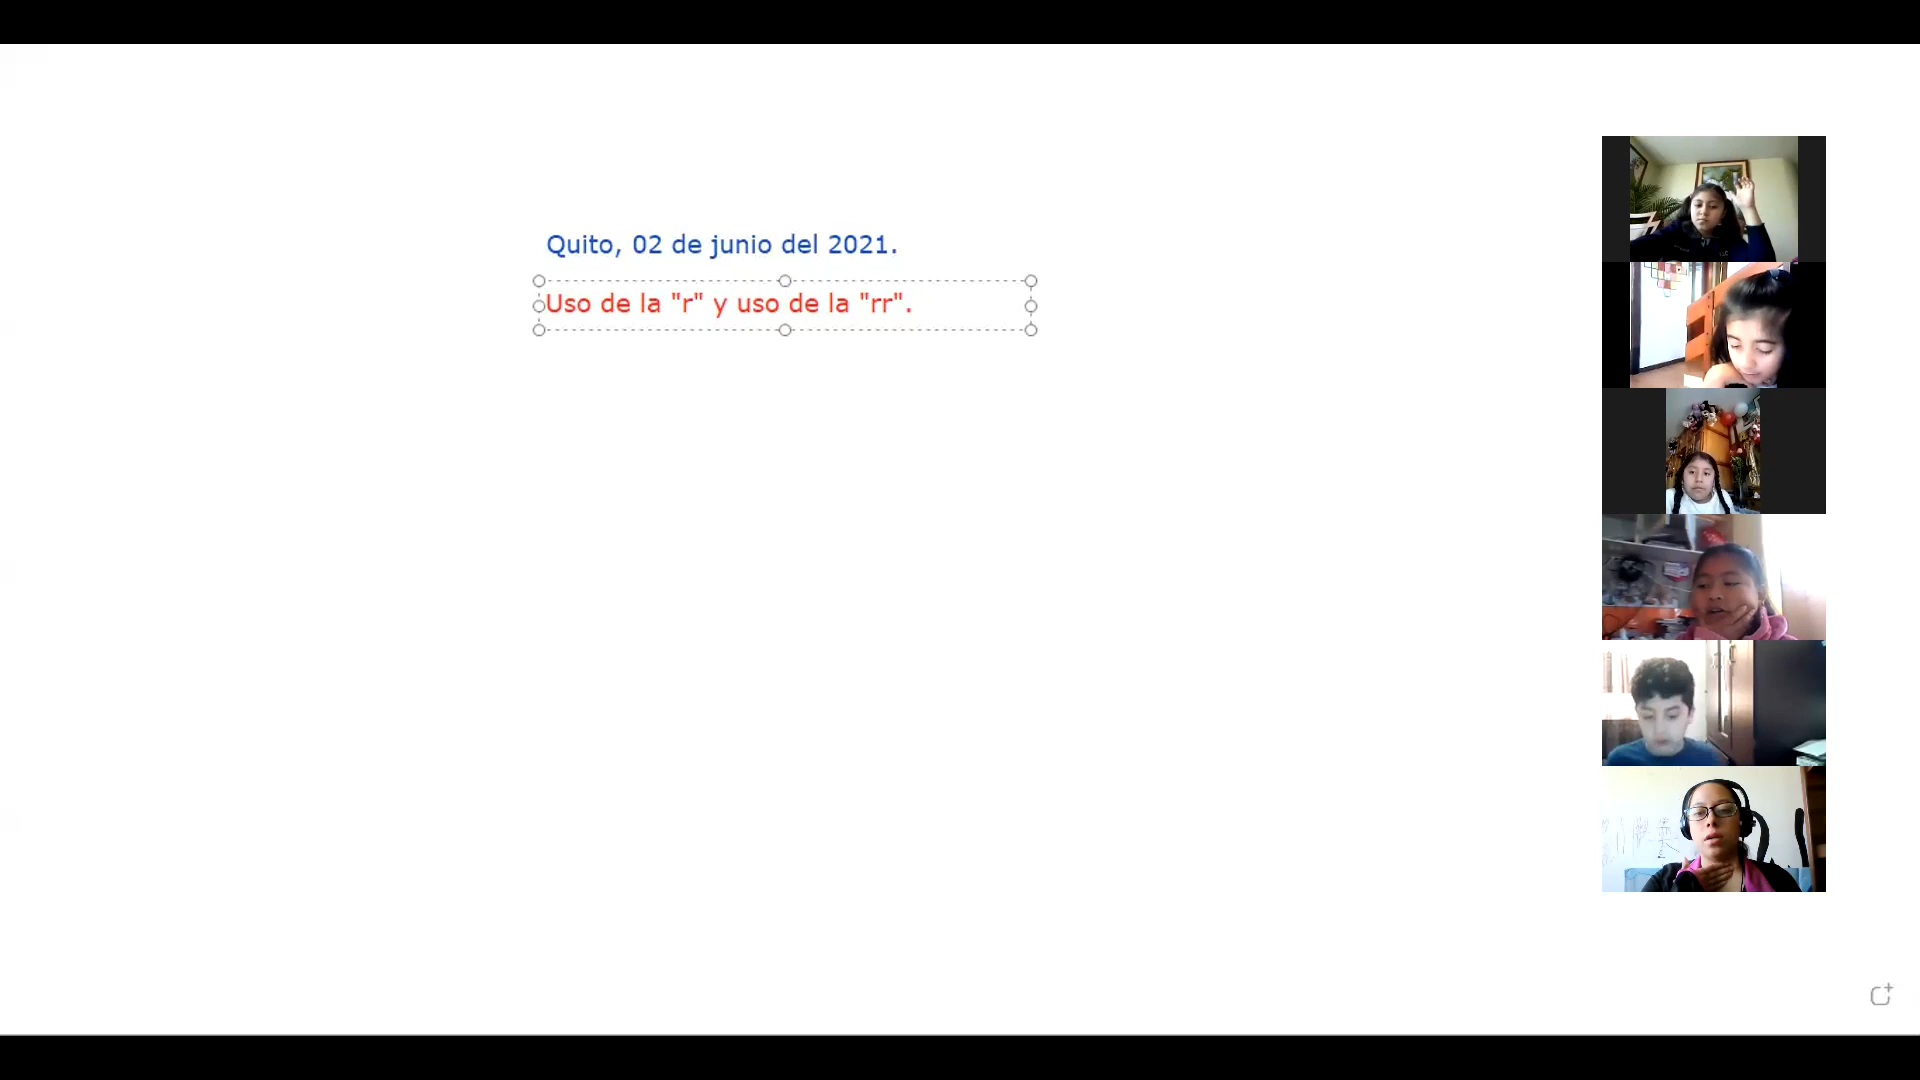 Quito, 02 de junio del 2021.
Uso de la "r" y uso de la "rr".